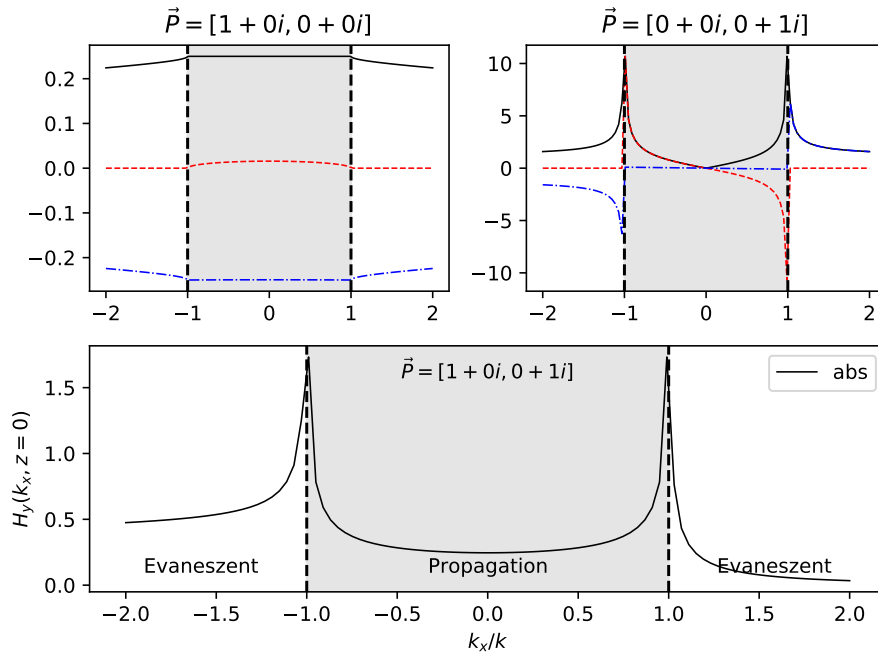 $\vec{P} = [1 + 0i, 0 + 0i]$
$\vec{P} = [0 + 0i, 0 + 1i]$
0.2
0.1
0.0
−0.1
−0.2
−2 −1 0 1 2
10
5
0
−5
−10
−2 −1 0 1 2
$\vec{P} = [1 + 0i, 0 + 1i]$
abs
$H_y(k_x, z = 0)$
1.5
1.0
0.5
0.0
Evaneszent Propagation Evaneszent
−2.0 −1.5 −1.0 −0.5 0.0 0.5 1.0 1.5 2.0
$k_x/k$